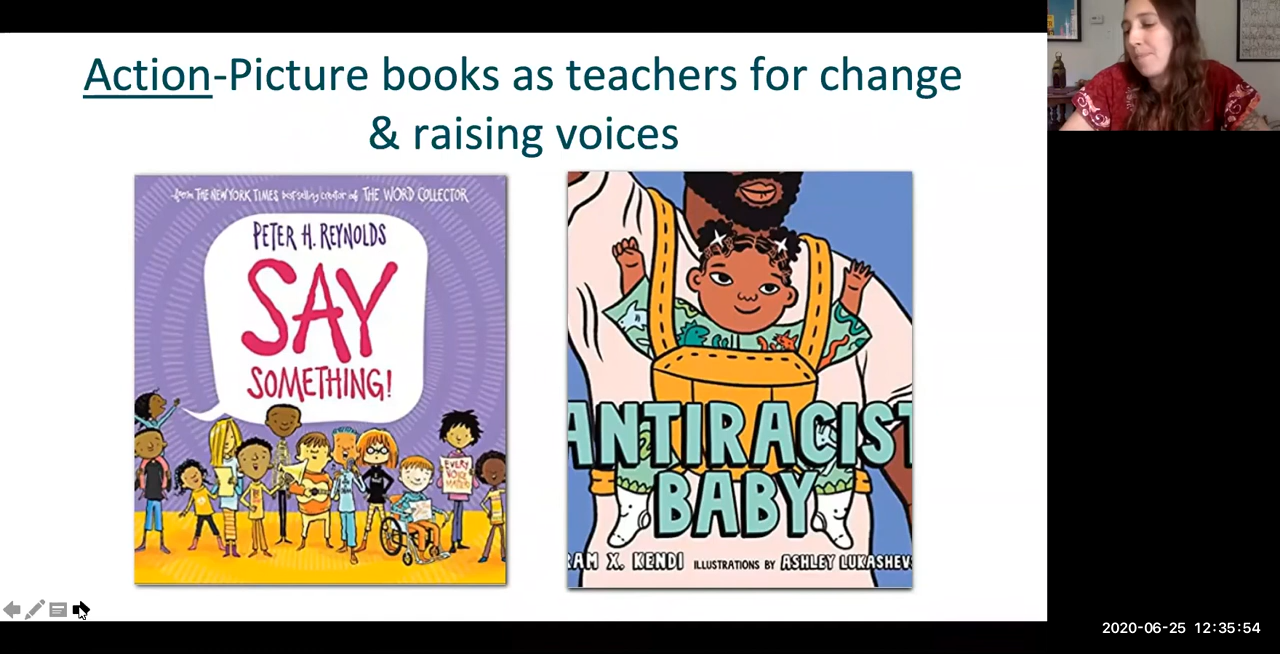 Action-Picture books as teachers for change
& raising voices
from THE NEW YORK TIMES best-selling creator of THE WORD COLLECTOR
PETER H. REYNOLDS
SAY
SOMETHING!
EVERY
VOICE
MATTERS
ANTIRACIST
BABY
RAM X. KENDI ILLUSTRATIONS BY ASHLEY LUKASHEV
2020-06-25 12:35:54